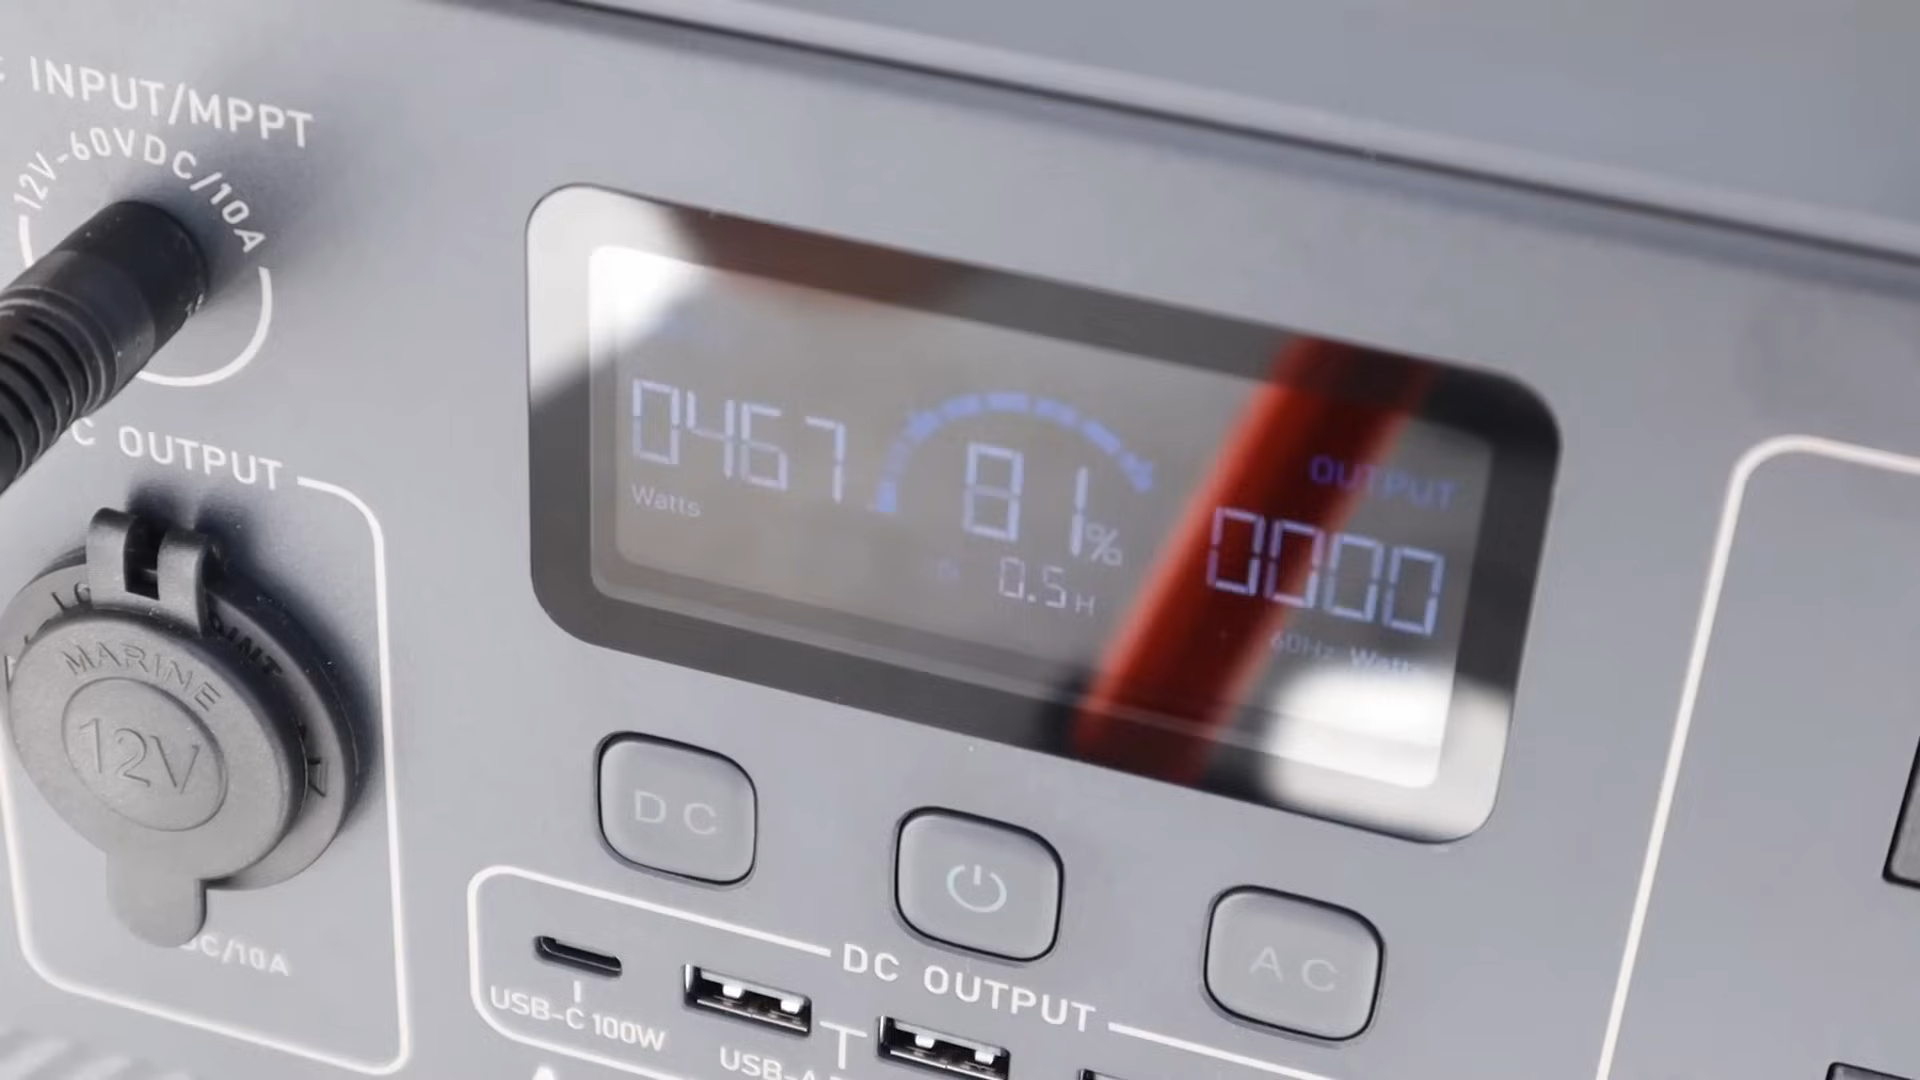 INPUT/MPPT
12V-60VDC/10A
OUTPUT
MARINE
12V
DC/10A
0467
Watts
81%
0.5H
OUTPUT
0000
60Hz Watts
DC
AC
DC OUTPUT
USB-C 100W
USB-A